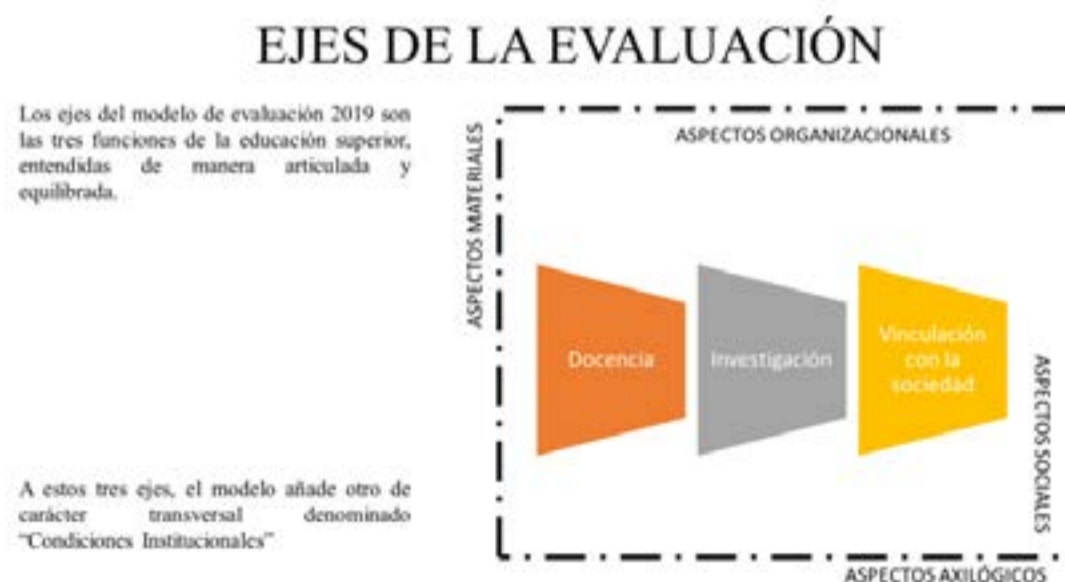 EJES DE LA EVALUACIÓN
Los ejes del modelo de evaluación 2019 son
las tres funciones de la educación superior,
entendidas de manera articulada y
equilibrada.
A estos tres ejes, el modelo añade otro de
carácter transversal denominado
“Condiciones Institucionales”
ASPECTOS ORGANIZACIONALES
ASPECTOS MATERIALES
Docencia
Investigación
Vinculación
con la
sociedad
ASPECTOS SOCIALES
ASPECTOS AXILÓGICOS